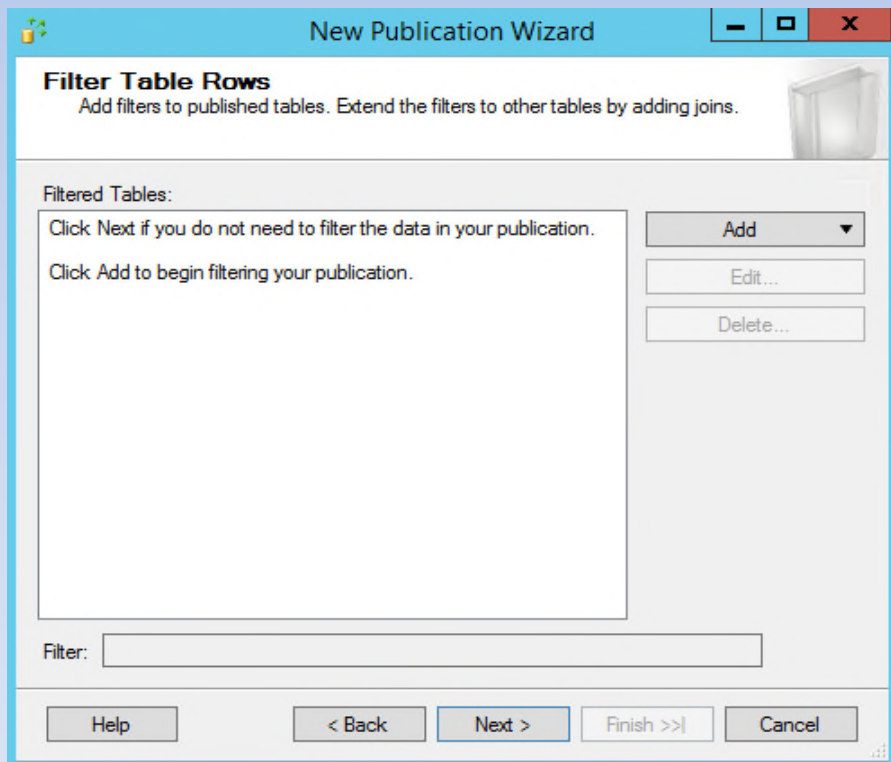 New Publication Wizard
Filter Table Rows
Add filters to published tables. Extend the filters to other tables by adding joins.
Filtered Tables:
Click Next if you do not need to filter the data in your publication.
Click Add to begin filtering your publication.
Add
Edit...
Delete...
Filter:
Help
< Back
Next >
Finish >>|
Cancel